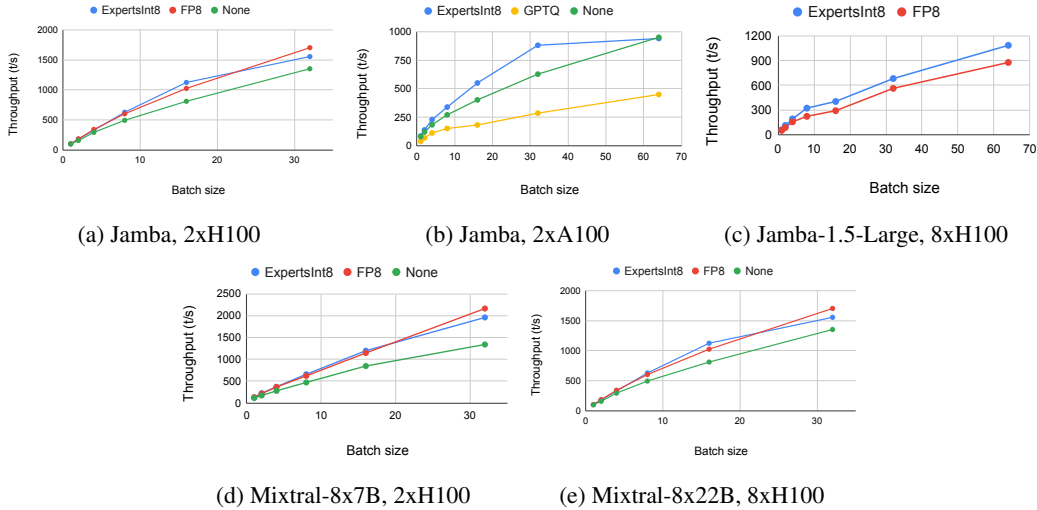 ExpertsInt8 FP8 None
Throughput (t/s)
2000
1500
1000
500
0
0 10 20 30
Batch size
(a) Jamba, 2xH100
ExpertsInt8 GPTQ None
Throughput (t/s)
1000
750
500
250
0
0 10 20 30 40 50 60 70
Batch size
(b) Jamba, 2xA100
ExpertsInt8 FP8
Throughput (t/s)
1200
900
600
300
0
0 20 40 60
Batch size
(c) Jamba-1.5-Large, 8xH100
ExpertsInt8 FP8 None
Throughput (t/s)
2500
2000
1500
1000
500
0
0 10 20 30
Batch size
(d) Mixtral-8x7B, 2xH100
ExpertsInt8 FP8 None
Throughput (t/s)
2000
1500
1000
500
0
0 10 20 30
Batch size
(e) Mixtral-8x22B, 8xH100